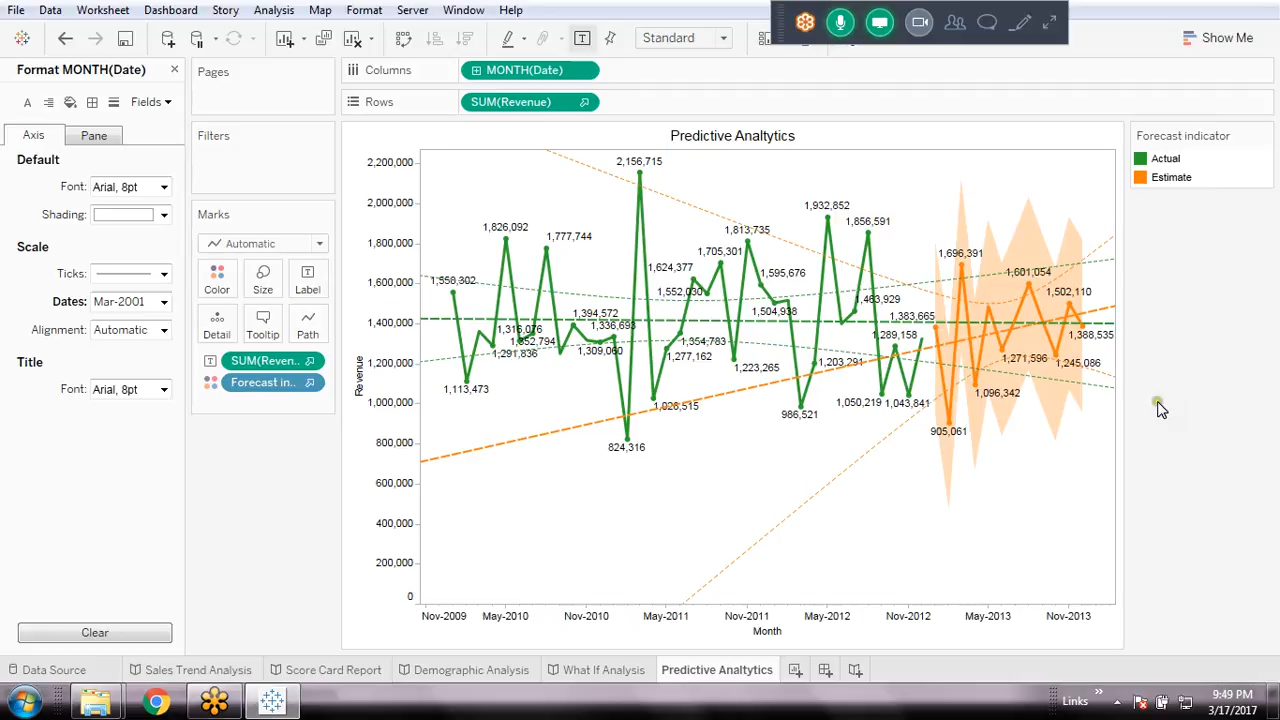 File Data Worksheet Dashboard Story Analysis Map Format Server Window Help
Standard
Show Me
Format MONTH(Date)
Fields
Axis Pane
Default
Font: Arial, 8pt
Shading:
Scale
Ticks:
Dates: Mar-2001
Alignment: Automatic
Title
Font: Arial, 8pt
Clear
Pages
Filters
Marks
Automatic
Color Size Label
Detail Tooltip Path
SUM(Reven..
Forecast in..
Columns MONTH(Date)
Rows SUM(Revenue)
Predictive Analtytics
2,200,000
2,000,000
1,800,000
1,600,000
1,400,000
1,200,000
1,000,000
800,000
600,000
400,000
200,000
0
Revenue
2,156,715
1,932,852
1,826,092
1,777,744
1,813,735
1,856,591
1,705,301
1,696,391
1,624,377
1,595,676
1,601,054
1,558,302
1,552,030
1,502,110
1,463,929
1,504,938
1,394,572
1,383,665
1,316,076
1,336,693
1,289,158
1,388,535
1,352,794
1,354,783
1,291,836
1,309,060
1,277,162
1,271,596
1,203,291
1,245,086
1,223,265
1,113,473
1,096,342
1,026,515
1,050,219
1,043,841
986,521
905,061
824,316
Nov-2009 May-2010 Nov-2010 May-2011 Nov-2011 May-2012 Nov-2012 May-2013 Nov-2013
Month
Forecast indicator
Actual
Estimate
Data Source Sales Trend Analysis Score Card Report Demographic Analysis What If Analysis Predictive Analtytics
Links
9:49 PM
3/17/2017